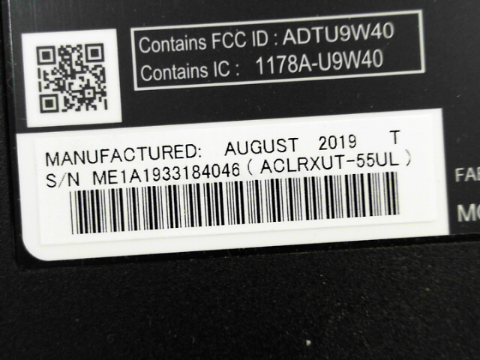 Contains FCC ID : ADTU9W40
Contains IC : 1178A-U9W40
MANUFACTURED: AUGUST 2019 T
S/N ME1A1933184046 ( ACLRXUT-55UL )